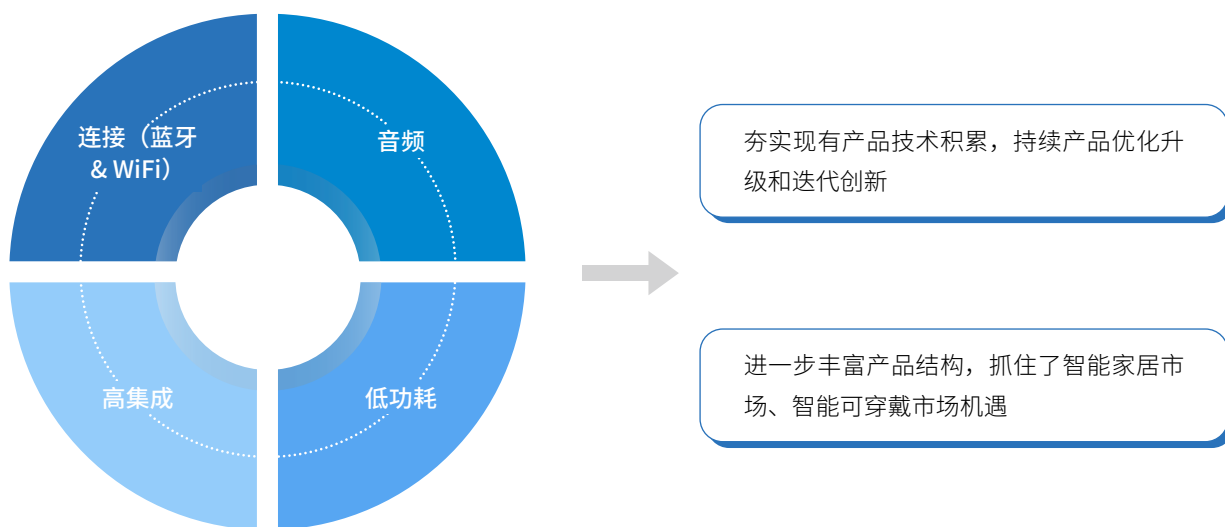 连接（蓝牙
& WiFi）
音频
高集成
低功耗
夯实现有产品技术积累，持续产品优化升
级和迭代创新
进一步丰富产品结构，抓住了智能家居市
场、智能可穿戴市场机遇